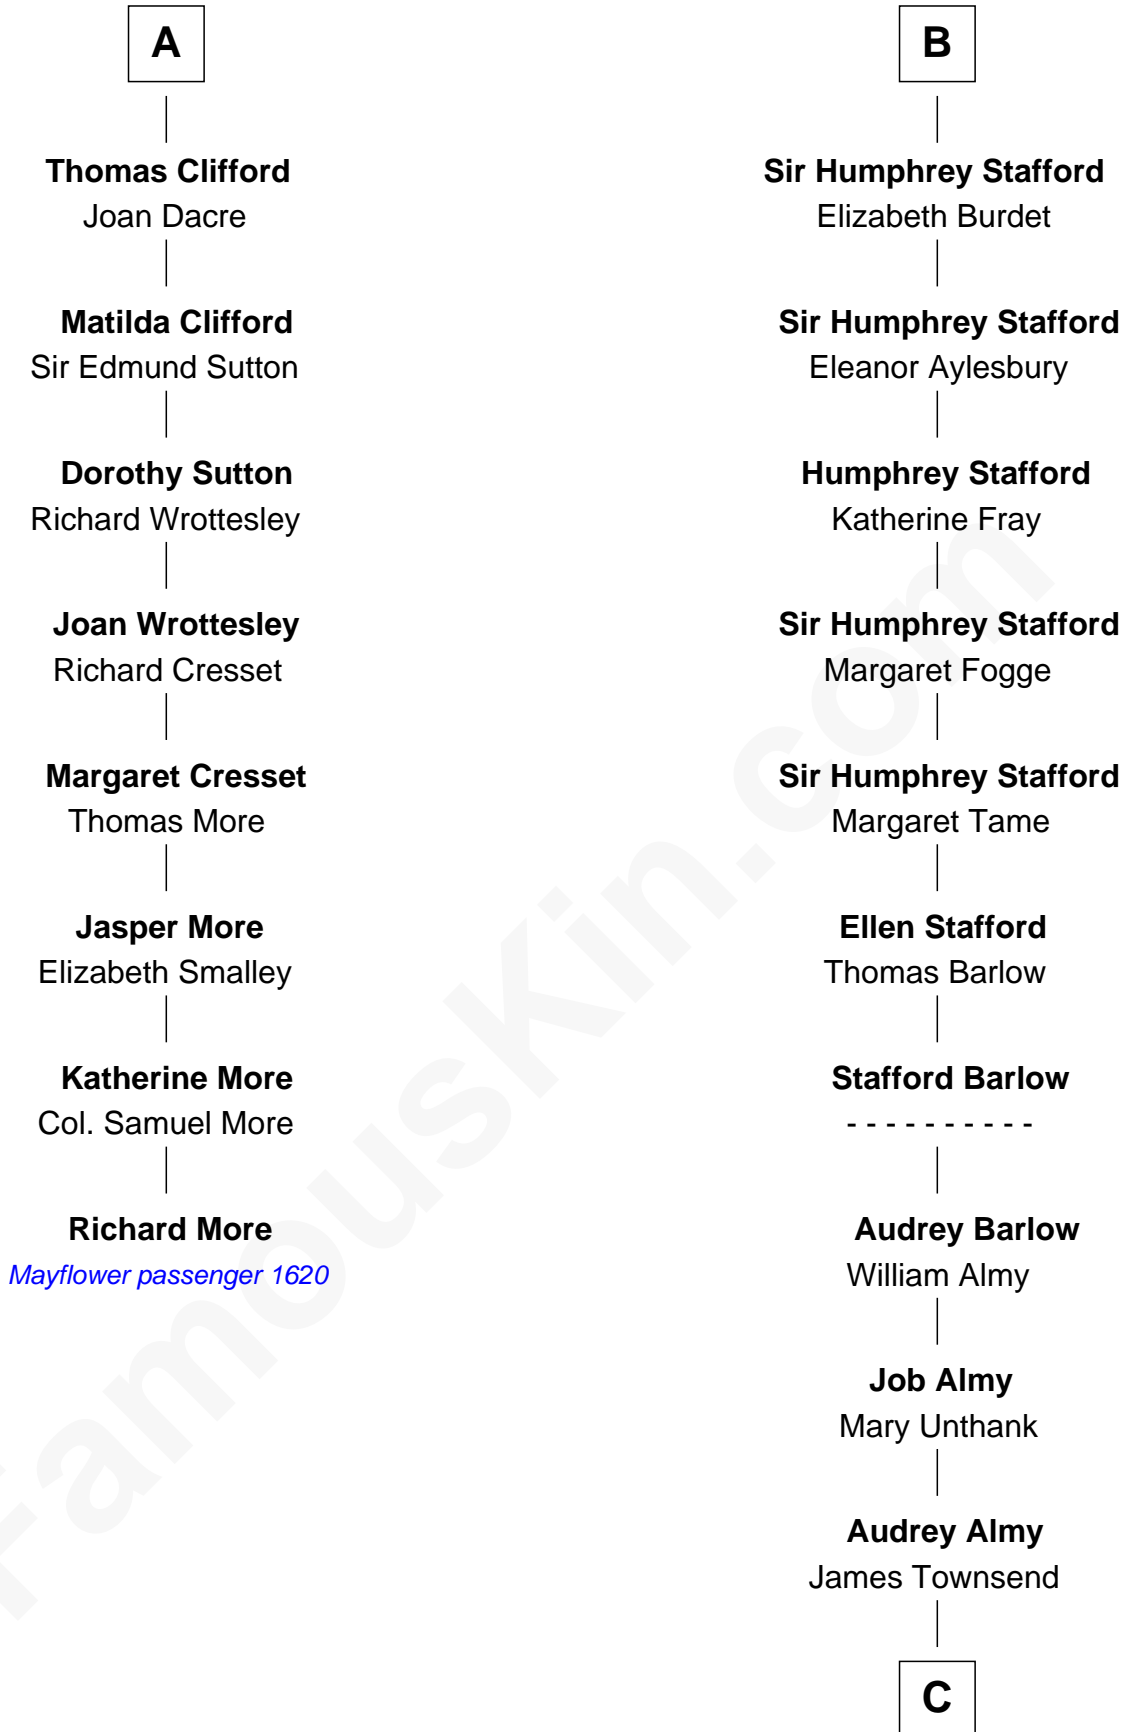 A
Thomas Clifford
Joan Dacre
Matilda Clifford
Sir Edmund Sutton
Dorothy Sutton
Richard Wrottesley
Joan Wrottesley
Richard Cresset
Margaret Cresset
Thomas More
Jasper More
Elizabeth Smalley
Katherine More
Col. Samuel More
Richard More
Mayflower passenger 1620
B
Sir Humphrey Stafford
Elizabeth Burdet
Sir Humphrey Stafford
Eleanor Aylesbury
Humphrey Stafford
Katherine Fray
Sir Humphrey Stafford
Margaret Fogge
Sir Humphrey Stafford
Margaret Tame
Ellen Stafford
Thomas Barlow
Stafford Barlow
- - - - - - - - - -
Audrey Barlow
William Almy
Job Almy
Mary Unthank
Audrey Almy
James Townsend
C
FamousKin.com